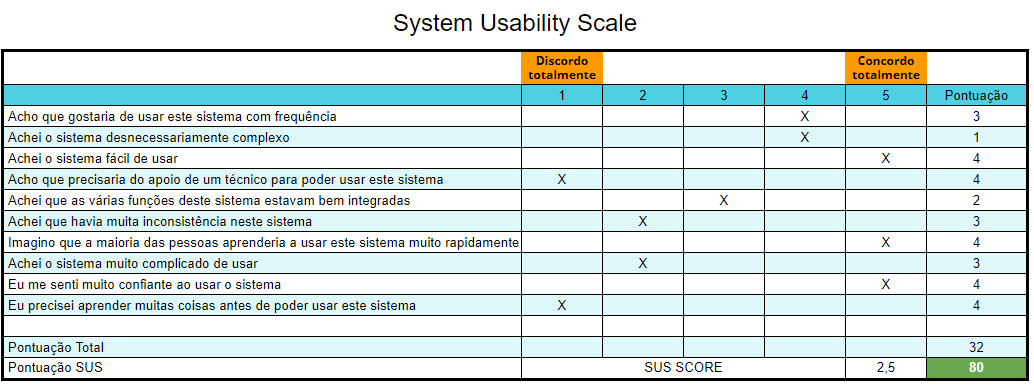 System Usability Scale
Discordo totalmente Concordo totalmente
1 2 3 4 5 Pontuação
Acho que gostaria de usar este sistema com frequência X 3
Achei o sistema desnecessariamente complexo X 1
Achei o sistema fácil de usar X 4
Acho que precisaria do apoio de um técnico para poder usar este sistema X 4
Achei que as várias funções deste sistema estavam bem integradas X 2
Achei que havia muita inconsistência neste sistema X 3
Imagino que a maioria das pessoas aprenderia a usar este sistema muito rapidamente X 4
Achei o sistema muito complicado de usar X 3
Eu me senti muito confiante ao usar o sistema X 4
Eu precisei aprender muitas coisas antes de poder usar este sistema X 4
Pontuação Total 32
Pontuação SUS SUS SCORE 2,5 80